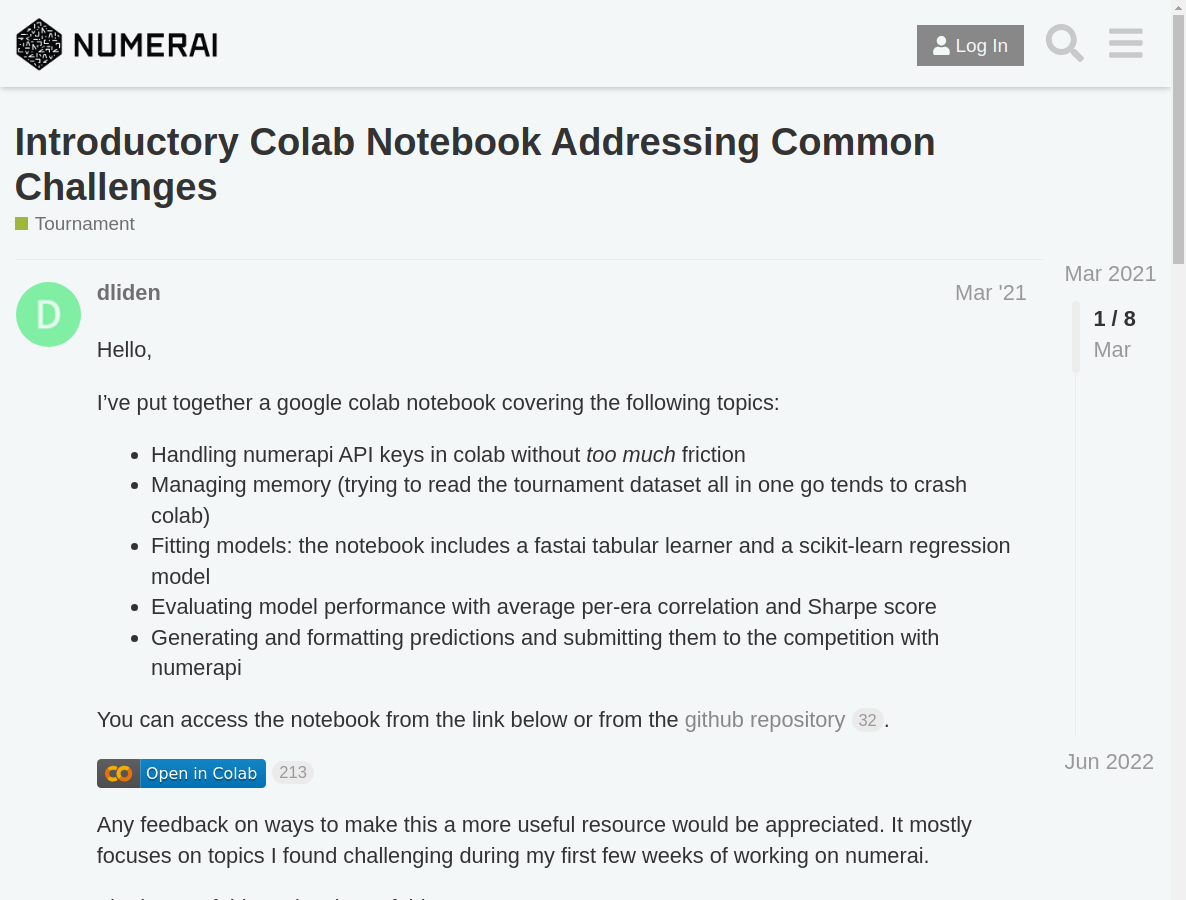 NUMERAI
Log In
Introductory Colab Notebook Addressing Common
Challenges
Tournament
D
dliden
Mar '21
Mar 2021
1 / 8
Mar
Hello,
I’ve put together a google colab notebook covering the following topics:
Handling numerapi API keys in colab without too much friction
Managing memory (trying to read the tournament dataset all in one go tends to crash
colab)
Fitting models: the notebook includes a fastai tabular learner and a scikit-learn regression
model
Evaluating model performance with average per-era correlation and Sharpe score
Generating and formatting predictions and submitting them to the competition with
numerapi
You can access the notebook from the link below or from the github repository 32.
Open in Colab 213
Jun 2022
Any feedback on ways to make this a more useful resource would be appreciated. It mostly
focuses on topics I found challenging during my first few weeks of working on numerai.